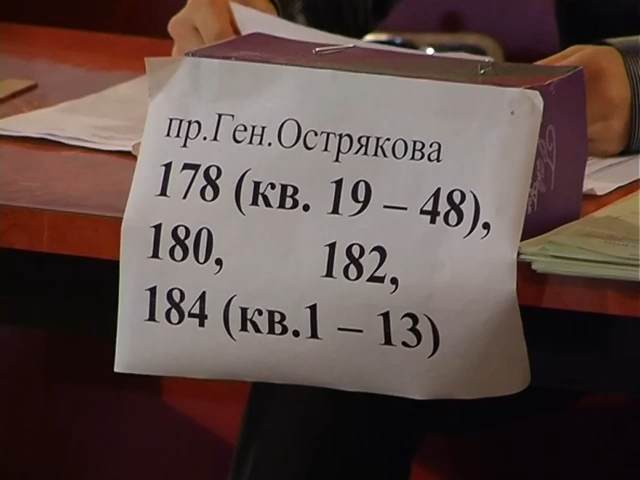 пр.Ген.Острякова
178 (кв. 19 – 48),
180, 182,
184 (кв.1 – 13)